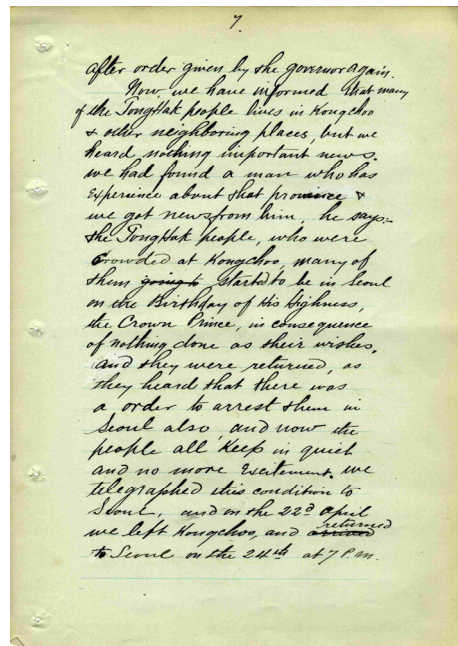 7.
after order given by the governor again.
Now, we have informed that many
of the TongHak people lives in Kongchoo
& other neighboring places, but we
heard nothing important news.
we had found a man who has
Experience about that province &
we got news from him, he says:-
the TongHak people, who were
Crowded at Kongchoo, many of
them going to started to be in Seoul
on the Birthday of His Highness,
the Crown Prince, in consequence
of nothing done as their wishes,
and they were returned, as
they heard that there was
a order to arrest them in
Seoul also, and now the
people all Keep in quiet
and no more Excitement. we
telegraphed this condition to
Seoul, and on the 22d April
we left Kongchoo, and arrived returned
to Seoul on the 24th at 7 P.m.